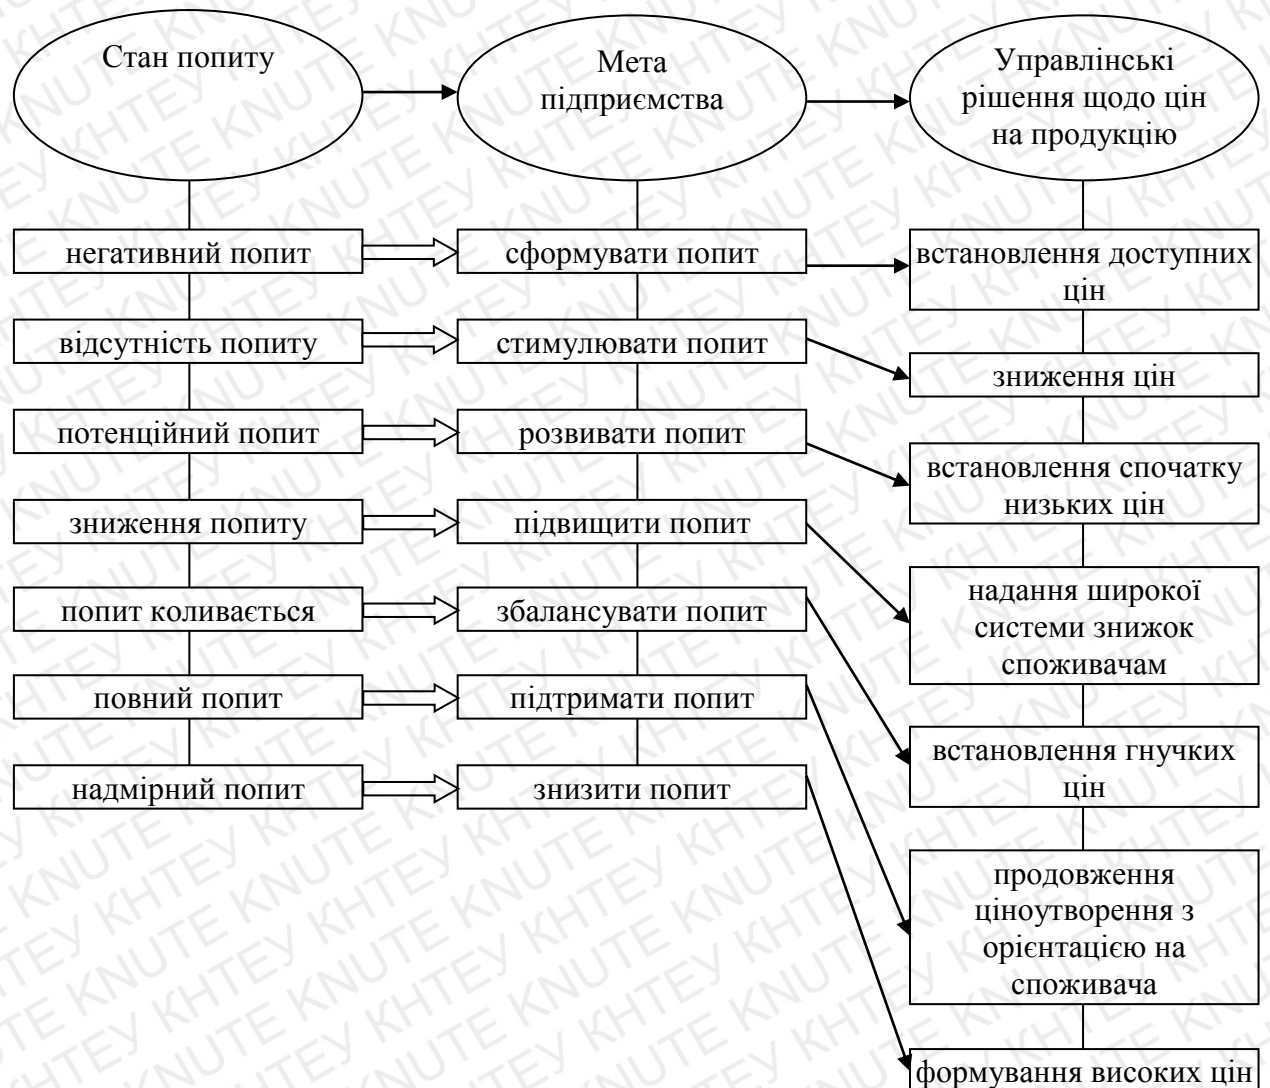 Стан попиту
Мета
підприємства
Управлінські
рішення щодо цін
на продукцію
негативний попит
сформувати попит
встановлення доступних
цін
відсутність попиту
стимулювати попит
зниження цін
потенційний попит
розвивати попит
встановлення спочатку
низьких цін
зниження попиту
підвищити попит
надання широкої
системи знижок
споживачам
попит коливається
збалансувати попит
встановлення гнучких
цін
повний попит
підтримати попит
продовження
ціноутворення з
орієнтацією на
споживача
надмірний попит
знизити попит
формування високих цін